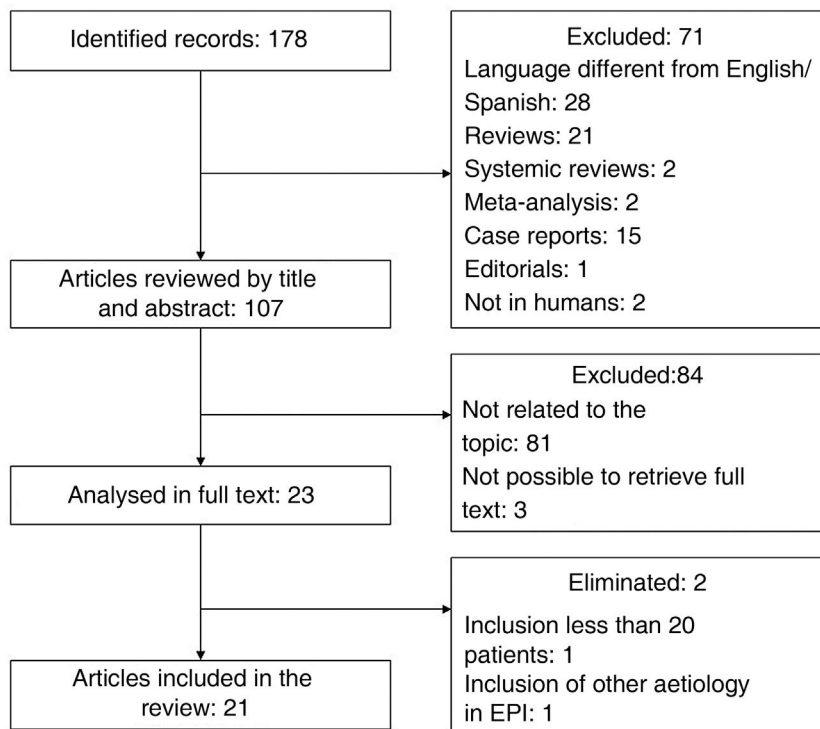 Identified records: 178
Excluded: 71
Language different from English/
Spanish: 28
Reviews: 21
Systemic reviews: 2
Meta-analysis: 2
Case reports: 15
Editorials: 1
Not in humans: 2
Articles reviewed by title
and abstract: 107
Excluded:84
Not related to the
topic: 81
Not possible to retrieve full
text: 3
Analysed in full text: 23
Eliminated: 2
Inclusion less than 20
patients: 1
Inclusion of other aetiology
in EPI: 1
Articles included in the
review: 21